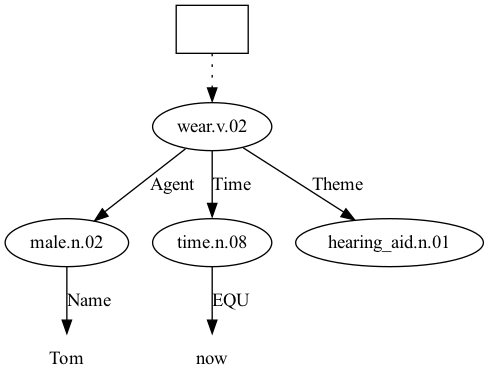 wear.v.02
Agent Time Theme
male.n.02 time.n.08 hearing_aid.n.01
Name EQU
Tom now